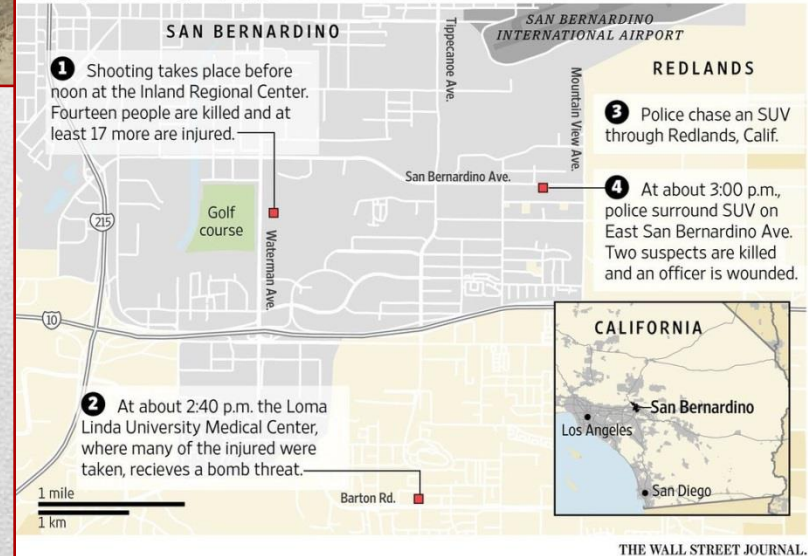 SAN BERNARDINO
SAN BERNARDINO
INTERNATIONAL AIRPORT
REDLANDS
Tippecanoe Ave.
Mountain View Ave.
1 Shooting takes place before
noon at the Inland Regional Center.
Fourteen people are killed and at
least 17 more are injured.
3 Police chase an SUV
through Redlands, Calif.
San Bernardino Ave.
4 At about 3:00 p.m.,
police surround SUV on
East San Bernardino Ave.
Two suspects are killed
and an officer is wounded.
215
Golf
course
Waterman Ave.
10
CALIFORNIA
San Bernardino
Los Angeles
San Diego
2 At about 2:40 p.m. the Loma
Linda University Medical Center,
where many of the injured were
taken, recieves a bomb threat.
Barton Rd.
1 mile
1 km
THE WALL STREET JOURNAL.